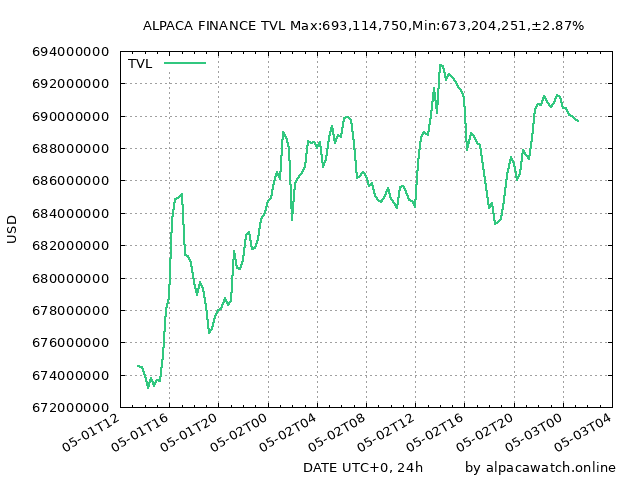 ALPACA FINANCE TVL Max:693,114,750,Min:673,204,251,±2.87%
694000000
TVL
692000000
690000000
688000000
686000000
684000000
USD
682000000
680000000
678000000
676000000
674000000
672000000
05-01T12
05-01T16
05-01T20
05-02T00
05-02T04
05-02T08
05-02T12
05-02T16
05-02T20
05-03T00
05-03T04
DATE UTC+0, 24h
by alpacawatch.online